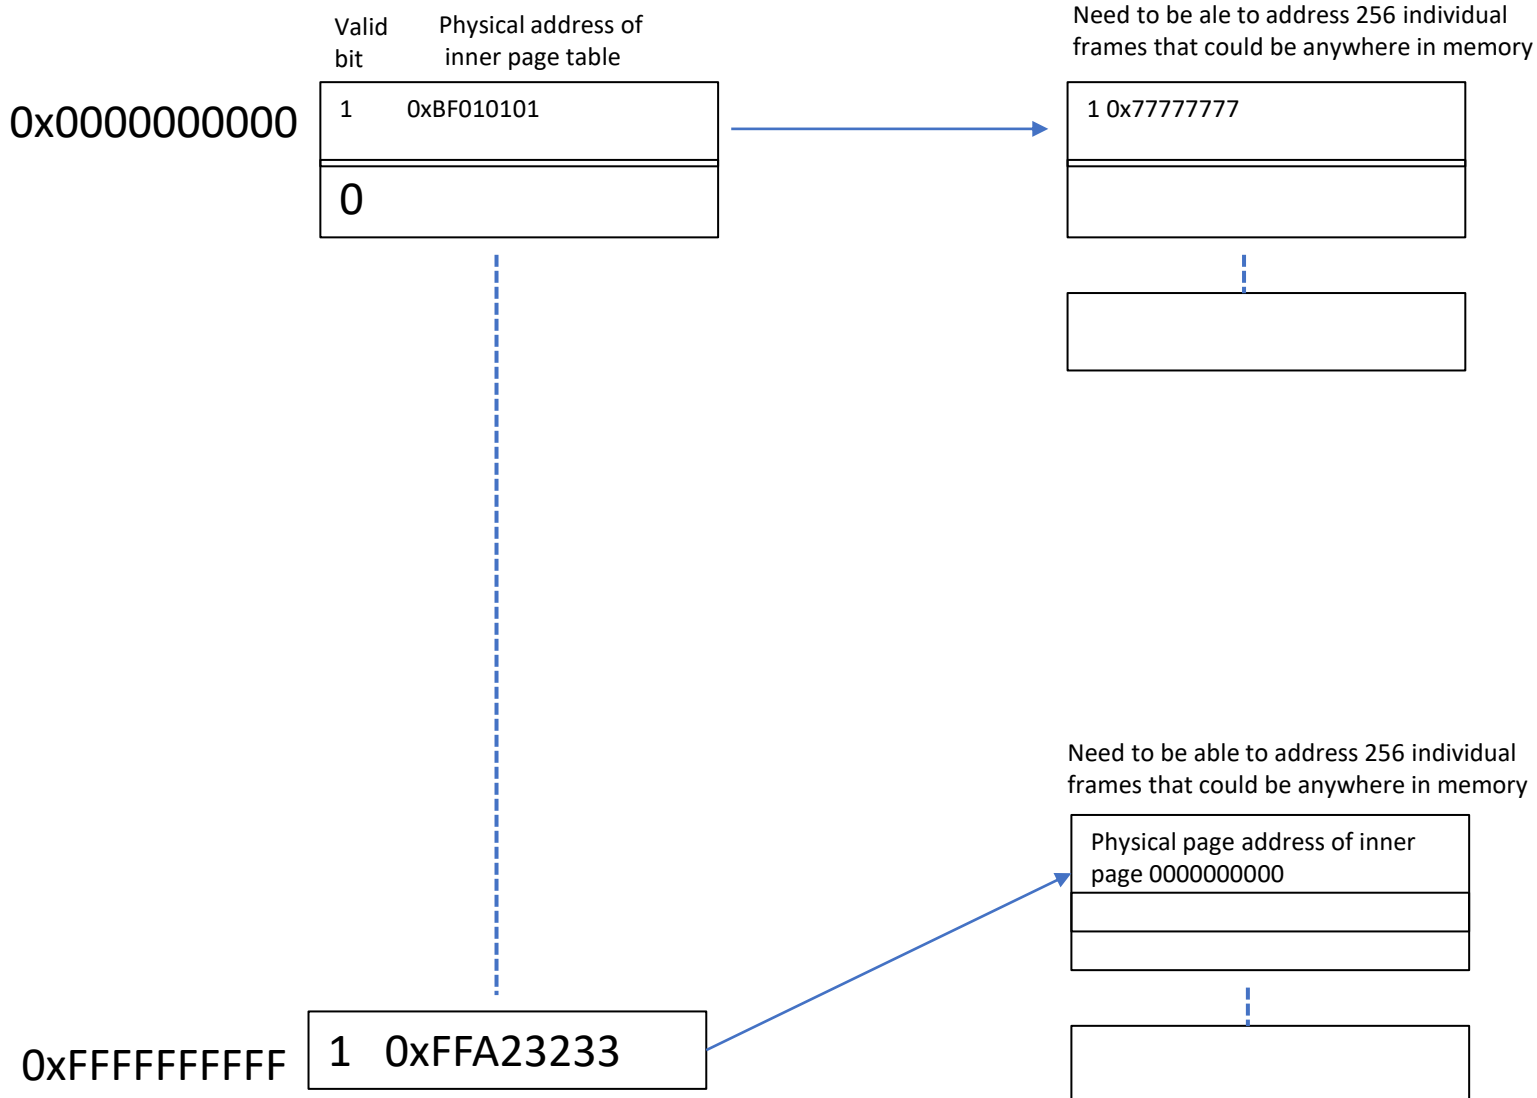 Valid
bit
Physical address of
inner page table
Need to be ale to address 256 individual
frames that could be anywhere in memory
0x0000000000
1 0xBF010101
1 0x77777777
0
Need to be able to address 256 individual
frames that could be anywhere in memory
Physical page address of inner
page 0000000000
0xFFFFFFFFFF
1 0xFFA23233